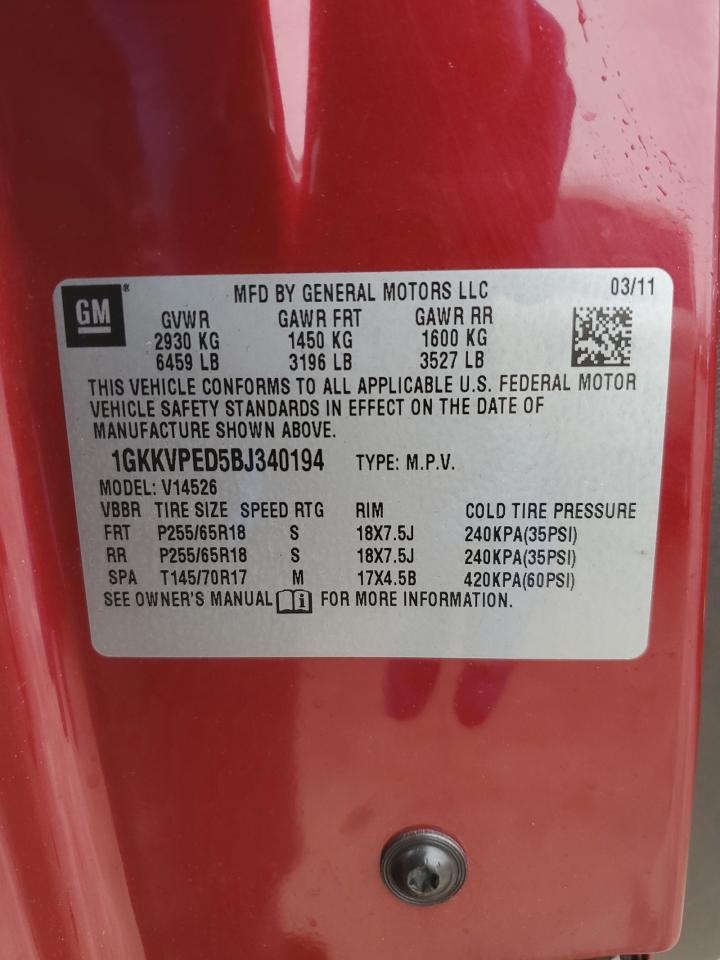 GM®
MFD BY GENERAL MOTORS LLC 03/11
GVWR GAWR FRT GAWR RR
2930 KG 1450 KG 1600 KG
6459 LB 3196 LB 3527 LB
THIS VEHICLE CONFORMS TO ALL APPLICABLE U.S. FEDERAL MOTOR
VEHICLE SAFETY STANDARDS IN EFFECT ON THE DATE OF
MANUFACTURE SHOWN ABOVE.
1GKKVPED5BJ340194 TYPE: M.P.V.
MODEL: V14526
VBBR TIRE SIZE SPEED RTG RIM COLD TIRE PRESSURE
FRT P255/65R18 S 18X7.5J 240KPA(35PSI)
RR P255/65R18 S 18X7.5J 240KPA(35PSI)
SPA T145/70R17 M 17X4.5B 420KPA(60PSI)
SEE OWNER'S MANUAL i FOR MORE INFORMATION.